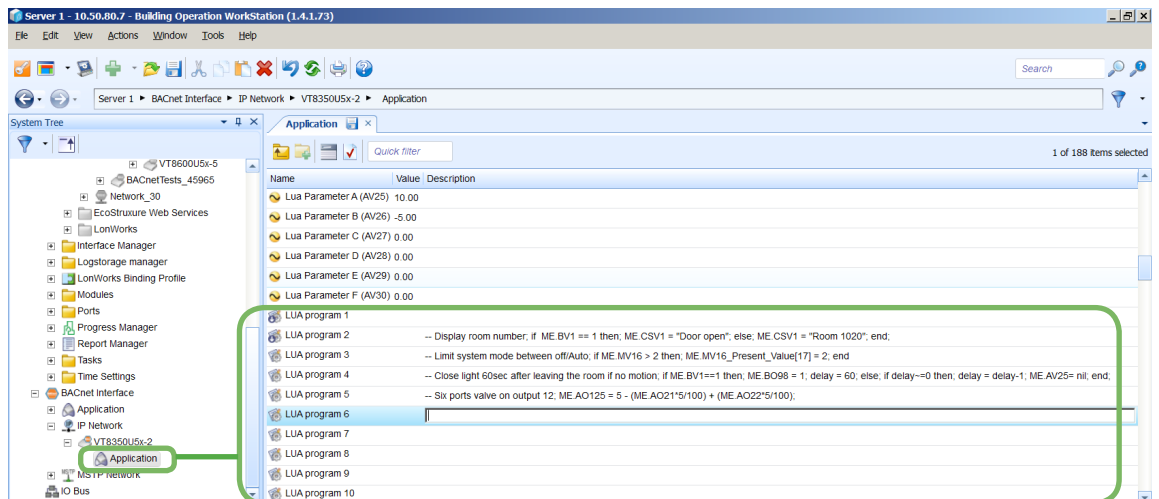 Server 1 - 10.50.80.7 - Building Operation WorkStation (1.4.1.73)
File Edit View Actions Window Tools Help
Search
Server 1 BACnet Interface IP Network VT8350U5x-2 Application
System Tree
Application
Quick filter
1 of 188 items selected
VT8600U5x-5
BACnetTests_45965
Network_30
EcoStruxure Web Services
LonWorks
Interface Manager
Logstorage manager
LonWorks Binding Profile
Modules
Ports
Progress Manager
Report Manager
Tasks
Time Settings
BACnet Interface
Application
IP Network
VT8350U5x-2
Application
MSTP Network
IO Bus
Name Value Description
Lua Parameter A (AV25) 10.00
Lua Parameter B (AV26) -5.00
Lua Parameter C (AV27) 0.00
Lua Parameter D (AV28) 0.00
Lua Parameter E (AV29) 0.00
Lua Parameter F (AV30) 0.00
LUA program 1
LUA program 2 -- Display room number; if ME.BV1 == 1 then; ME.CSV1 = "Door open"; else; ME.CSV1 = "Room 1020"; end;
LUA program 3 -- Limit system mode between off/Auto; if ME.MV16 > 2 then; ME.MV16_Present_Value[17] = 2; end
LUA program 4 -- Close light 60sec after leaving the room if no motion; if ME.BV1==1 then; ME.BO98 = 1; delay = 60; else; if delay~=0 then; delay = delay-1; ME.AV25= nil; end;
LUA program 5 -- Six ports valve on output 12; ME.AO125 = 5 - (ME.AO21*5/100) + (ME.AO22*5/100);
LUA program 6
LUA program 7
LUA program 8
LUA program 9
LUA program 10